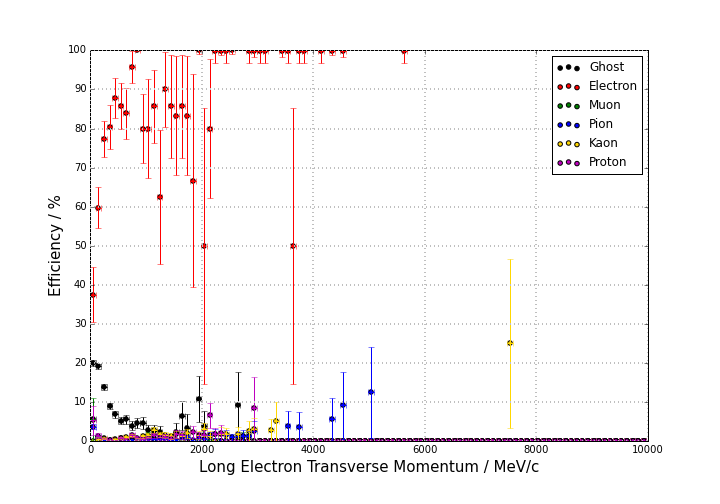 100
90
80
70
60
50
40
30
20
10
0
Efficiency / %
0 2000 4000 6000 8000 10000
Long Electron Transverse Momentum / MeV/c
Ghost
Electron
Muon
Pion
Kaon
Proton